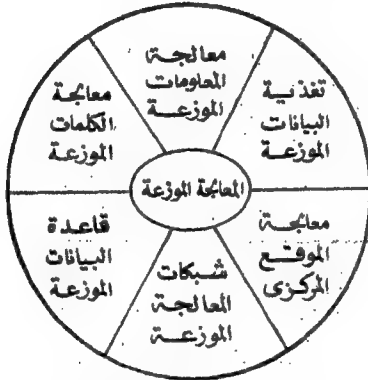 معالجة
المعلومات
الموزعة
تغذية
البيانات
الموزعة
معالجة
الموقع
المركزى
شبكات
المعالجة
الموزعة
قاعدة
البيانات
الموزعة
معالجة
الكلمات
الموزعة
المعالجة الموزعة